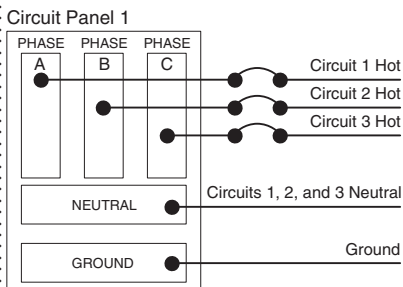 Circuit Panel 1
PHASE PHASE PHASE
A B C
Circuit 1 Hot
Circuit 2 Hot
Circuit 3 Hot
NEUTRAL
Circuits 1, 2, and 3 Neutral
GROUND
Ground